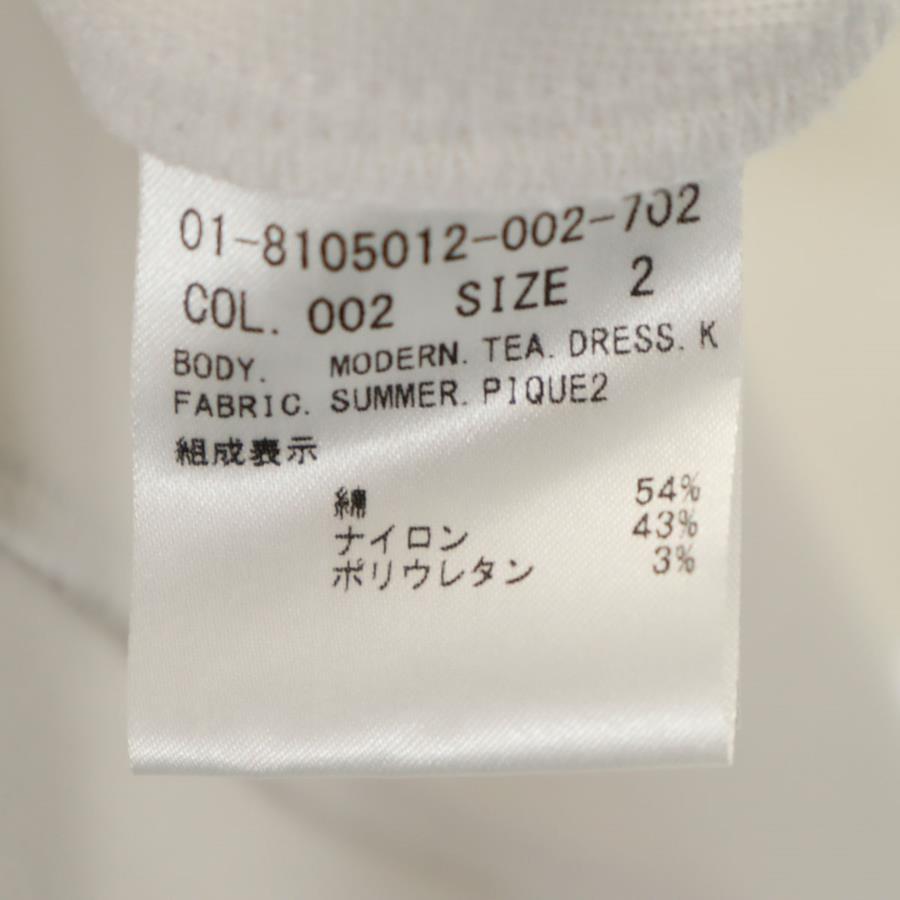 01-8105012-002-702
COL. 002 SIZE 2
BODY. MODERN. TEA. DRESS. K
FABRIC. SUMMER. PIQUE2
組成表示
綿 54%
ナイロン 43%
ポリウレタン 3%